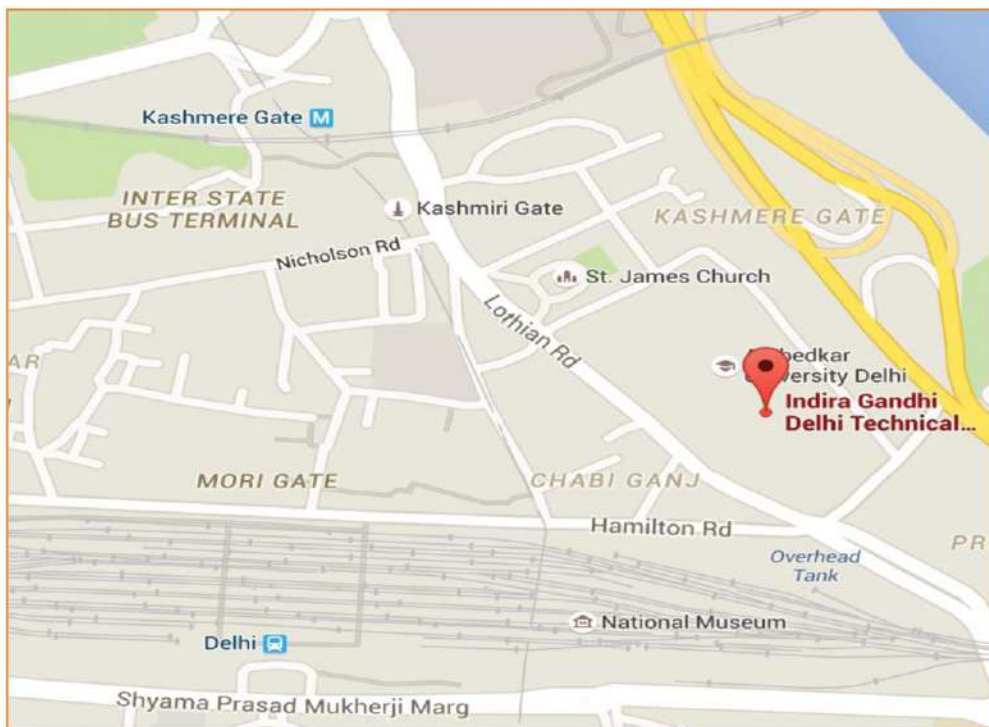 Kashmere Gate M
INTER STATE
BUS TERMINAL
Kashmiri Gate
KASHMERE GATE
Nicholson Rd
St. James Church
Lothian Rd
AR
University Delhi
Indira Gandhi
Delhi Technical...
MORI GATE
CHABI GANJ
Hamilton Rd
PR
Overhead
Tank
National Museum
Delhi
Shyama Prasad Mukherji Marg